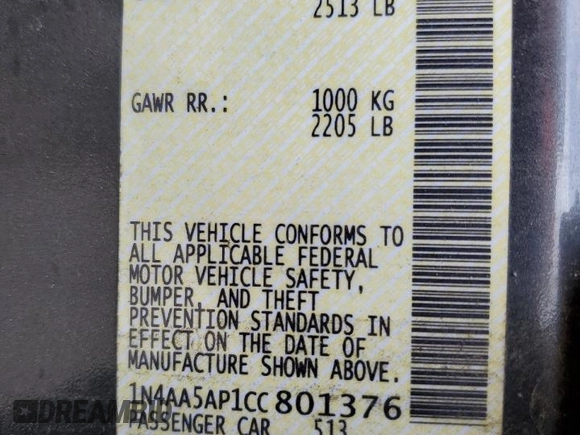 2513 LB
GAWR RR.: 1000 KG
2205 LB
THIS VEHICLE CONFORMS TO
ALL APPLICABLE FEDERAL
MOTOR VEHICLE SAFETY,
BUMPER, AND THEFT
PREVENTION STANDARDS IN
EFFECT ON THE DATE OF
MANUFACTURE SHOWN ABOVE.
1N4AA5AP1CC801376
PASSENGER CAR 513